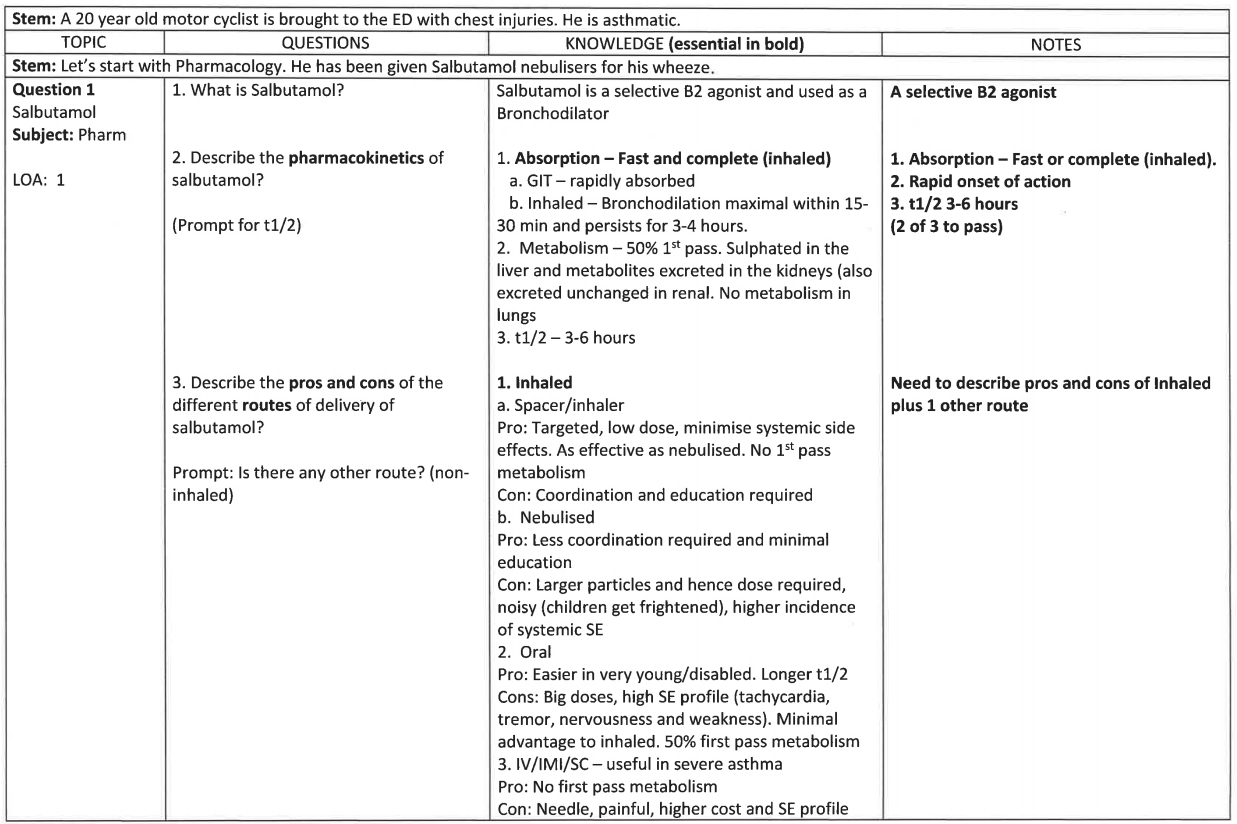 Stem: A 20 year old motor cyclist is brought to the ED with chest injuries. He is asthmatic.
TOPIC
QUESTIONS
KNOWLEDGE (essential in bold)
NOTES
Stem: Let's start with Pharmacology. He has been given Salbutamol nebulisers for his wheeze.
Question 1
Salbutamol
Subject: Pharm
LOA: 1
1. What is Salbutamol?
2. Describe the pharmacokinetics of
salbutamol?
(Prompt for t1/2)
3. Describe the pros and cons of the
different routes of delivery of
salbutamol?
Prompt: Is there any other route? (non-
inhaled)
Salbutamol is a selective B2 agonist and used as a
Bronchodilator
1. Absorption – Fast and complete (inhaled)
a. GIT – rapidly absorbed
b. Inhaled – Bronchodilation maximal within 15-
30 min and persists for 3-4 hours.
2. Metabolism – 50% 1st pass. Sulphated in the
liver and metabolites excreted in the kidneys (also
excreted unchanged in renal. No metabolism in
lungs
3. t1/2 – 3-6 hours
1. Inhaled
a. Spacer/inhaler
Pro: Targeted, low dose, minimise systemic side
effects. As effective as nebulised. No 1st pass
metabolism
Con: Coordination and education required
b. Nebulised
Pro: Less coordination required and minimal
education
Con: Larger particles and hence dose required,
noisy (children get frightened), higher incidence
of systemic SE
2. Oral
Pro: Easier in very young/disabled. Longer t1/2
Cons: Big doses, high SE profile (tachycardia,
tremor, nervousness and weakness). Minimal
advantage to inhaled. 50% first pass metabolism
3. IV/IMI/SC – useful in severe asthma
Pro: No first pass metabolism
Con: Needle, painful, higher cost and SE profile
A selective B2 agonist
1. Absorption – Fast or complete (inhaled).
2. Rapid onset of action
3. t1/2 3-6 hours
(2 of 3 to pass)
Need to describe pros and cons of Inhaled
plus 1 other route